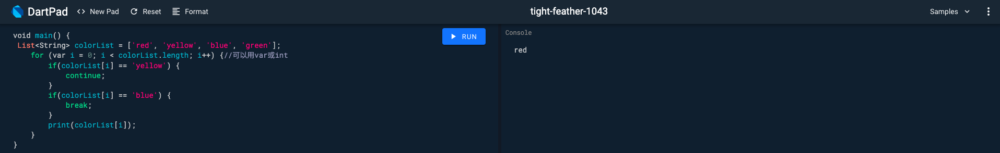 DartPad <> New Pad Reset Format tight-feather-1043 Samples
RUN
Console
void main() {
List<String> colorList = ['red', 'yellow', 'blue', 'green'];
for (var i = 0; i < colorList.length; i++) {//可以用var或int
if(colorList[i] == 'yellow') {
continue;
}
if(colorList[i] == 'blue') {
break;
}
print(colorList[i]);
}
}
red